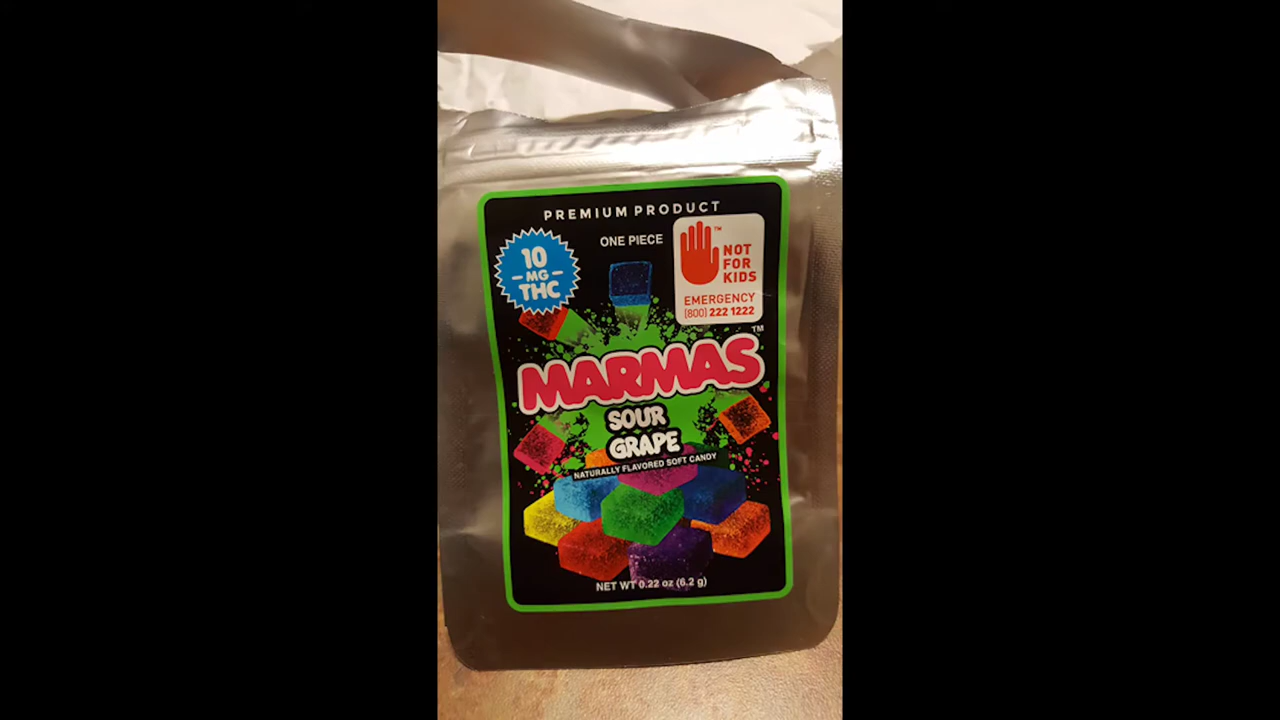 PREMIUM PRODUCT
ONE PIECE
10
MG
THC
™
NOT
FOR
KIDS
EMERGENCY
(800) 222 1222
MARMAS™
SOUR
GRAPE
NATURALLY FLAVORED SOFT CANDY
NET WT 0.22 oz (6.2 g)